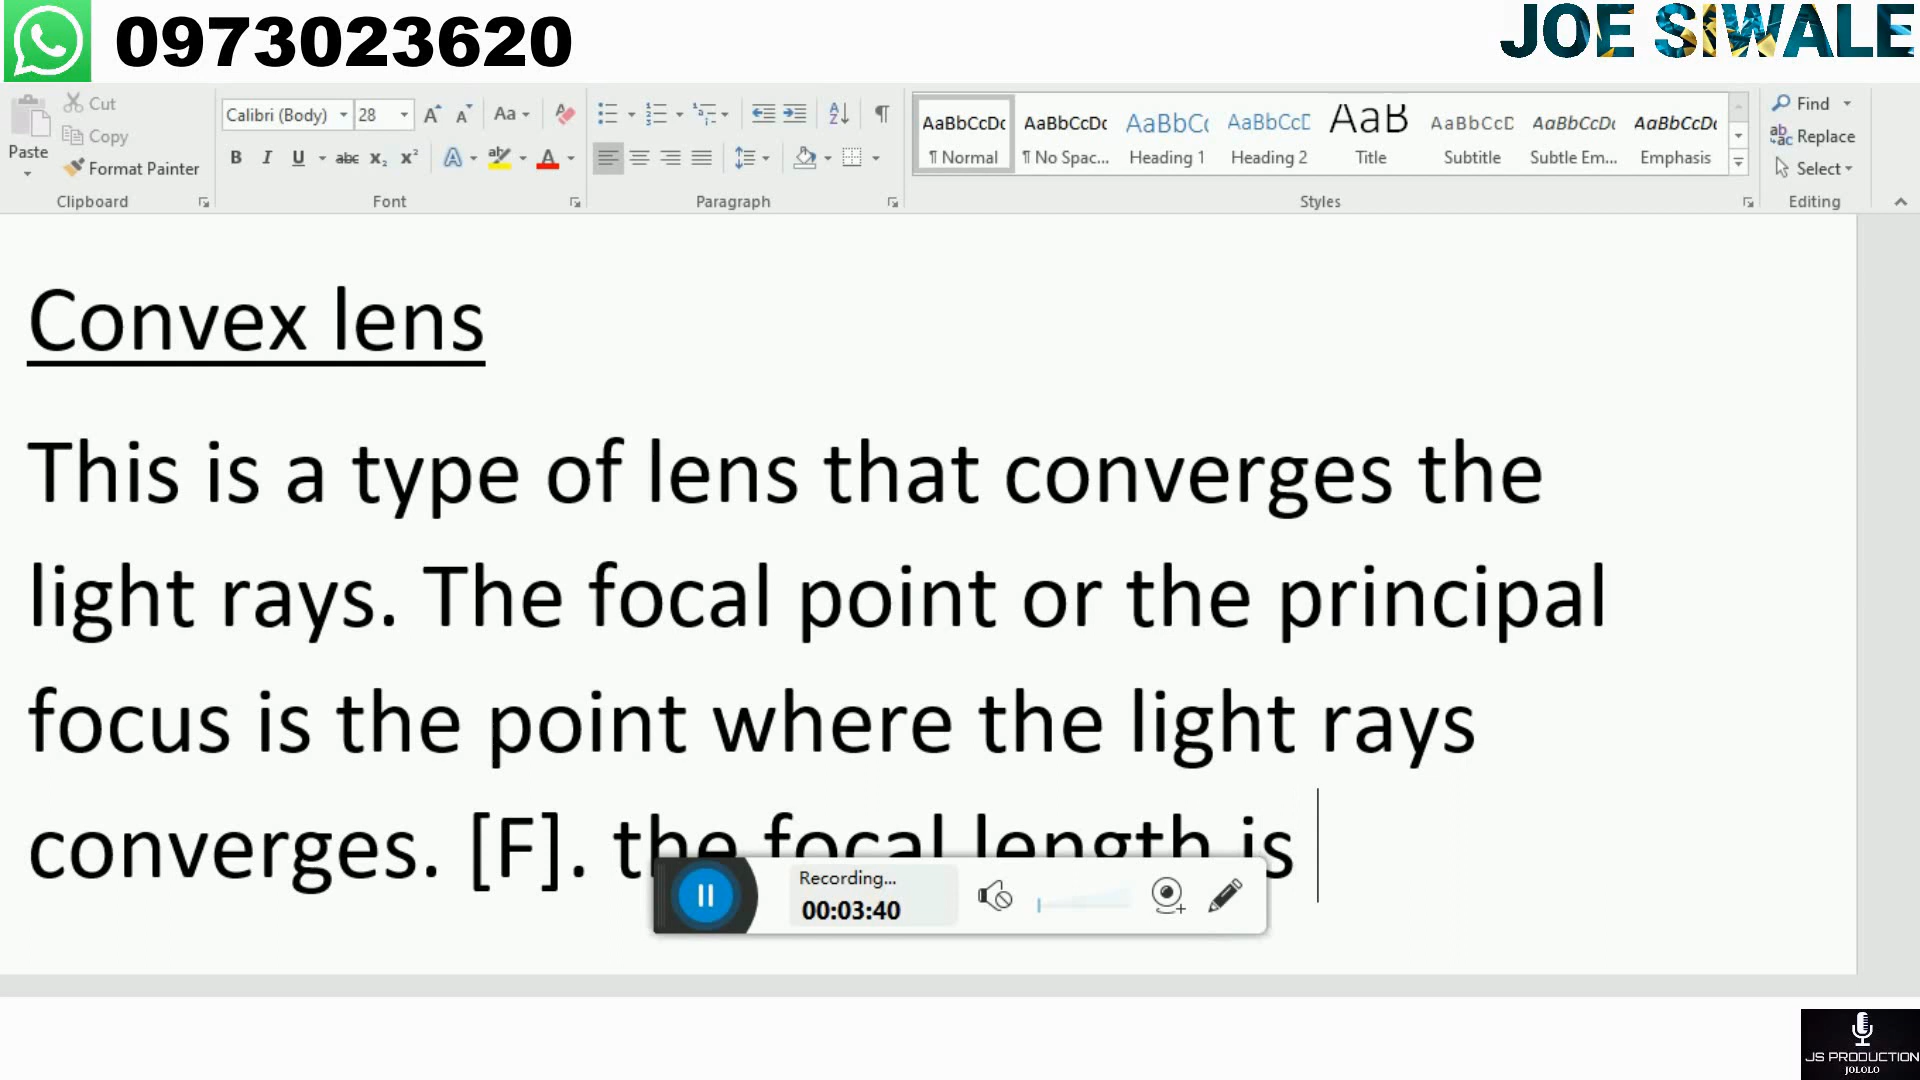 0973023620
JOE SIWALE
Cut
Copy
Paste
Format Painter
Clipboard
Calibri (Body) 28
Aa
B I U abc X₂ X²
A A
Font
Paragraph
AaBbCcDc AaBbCcDc AaBbCc AaBbCcD AaB AaBbCcD AaBbCcDc AaBbCcDc
¶ Normal ¶ No Spac... Heading 1 Heading 2 Title Subtitle Subtle Em... Emphasis
Styles
Find
Replace
Select
Editing
Convex lens
This is a type of lens that converges the
light rays. The focal point or the principal
focus is the point where the light rays
converges. [F]. the focal length is
Recording...
00:03:40
JS PRODUCTION
JOLOLO